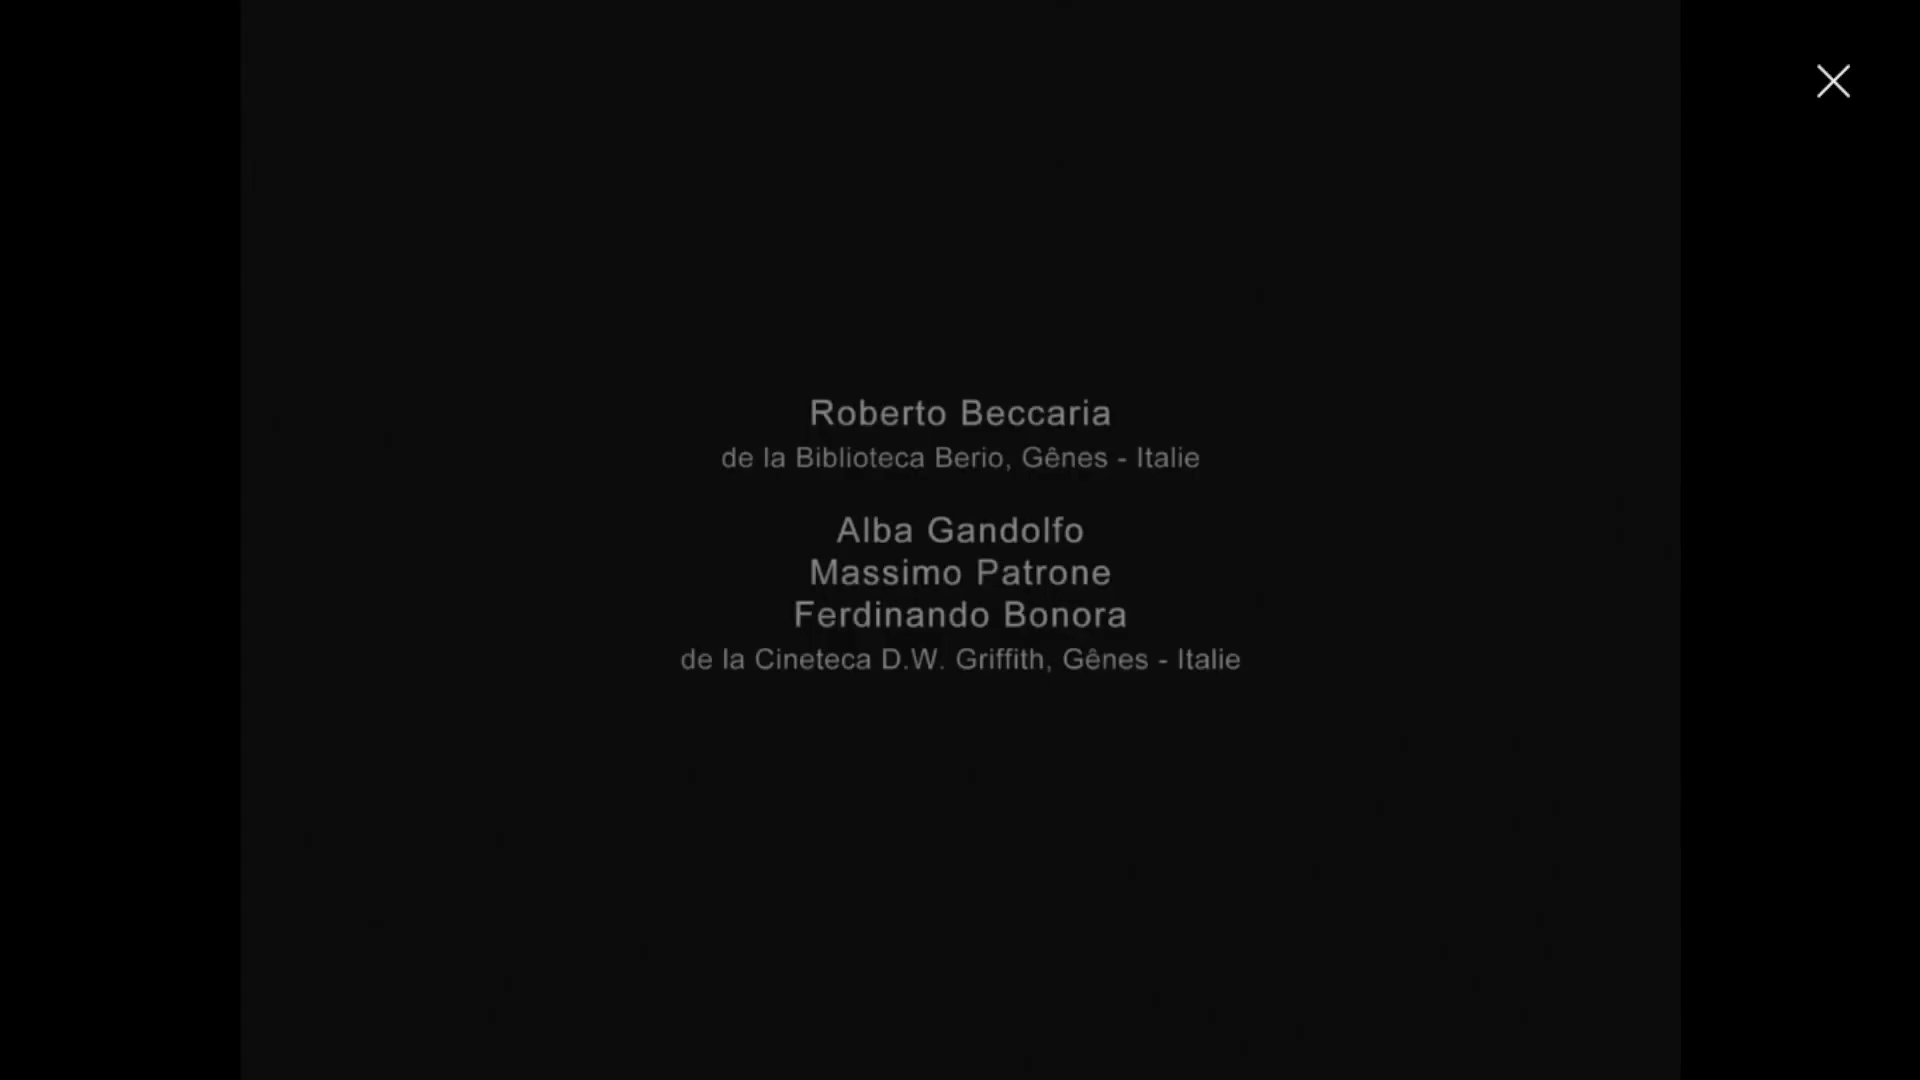 Roberto Beccaria
de la Biblioteca Berio, Gênes - Italie
Alba Gandolfo
Massimo Patrone
Ferdinando Bonora
de la Cineteca D.W. Griffith, Gênes - Italie